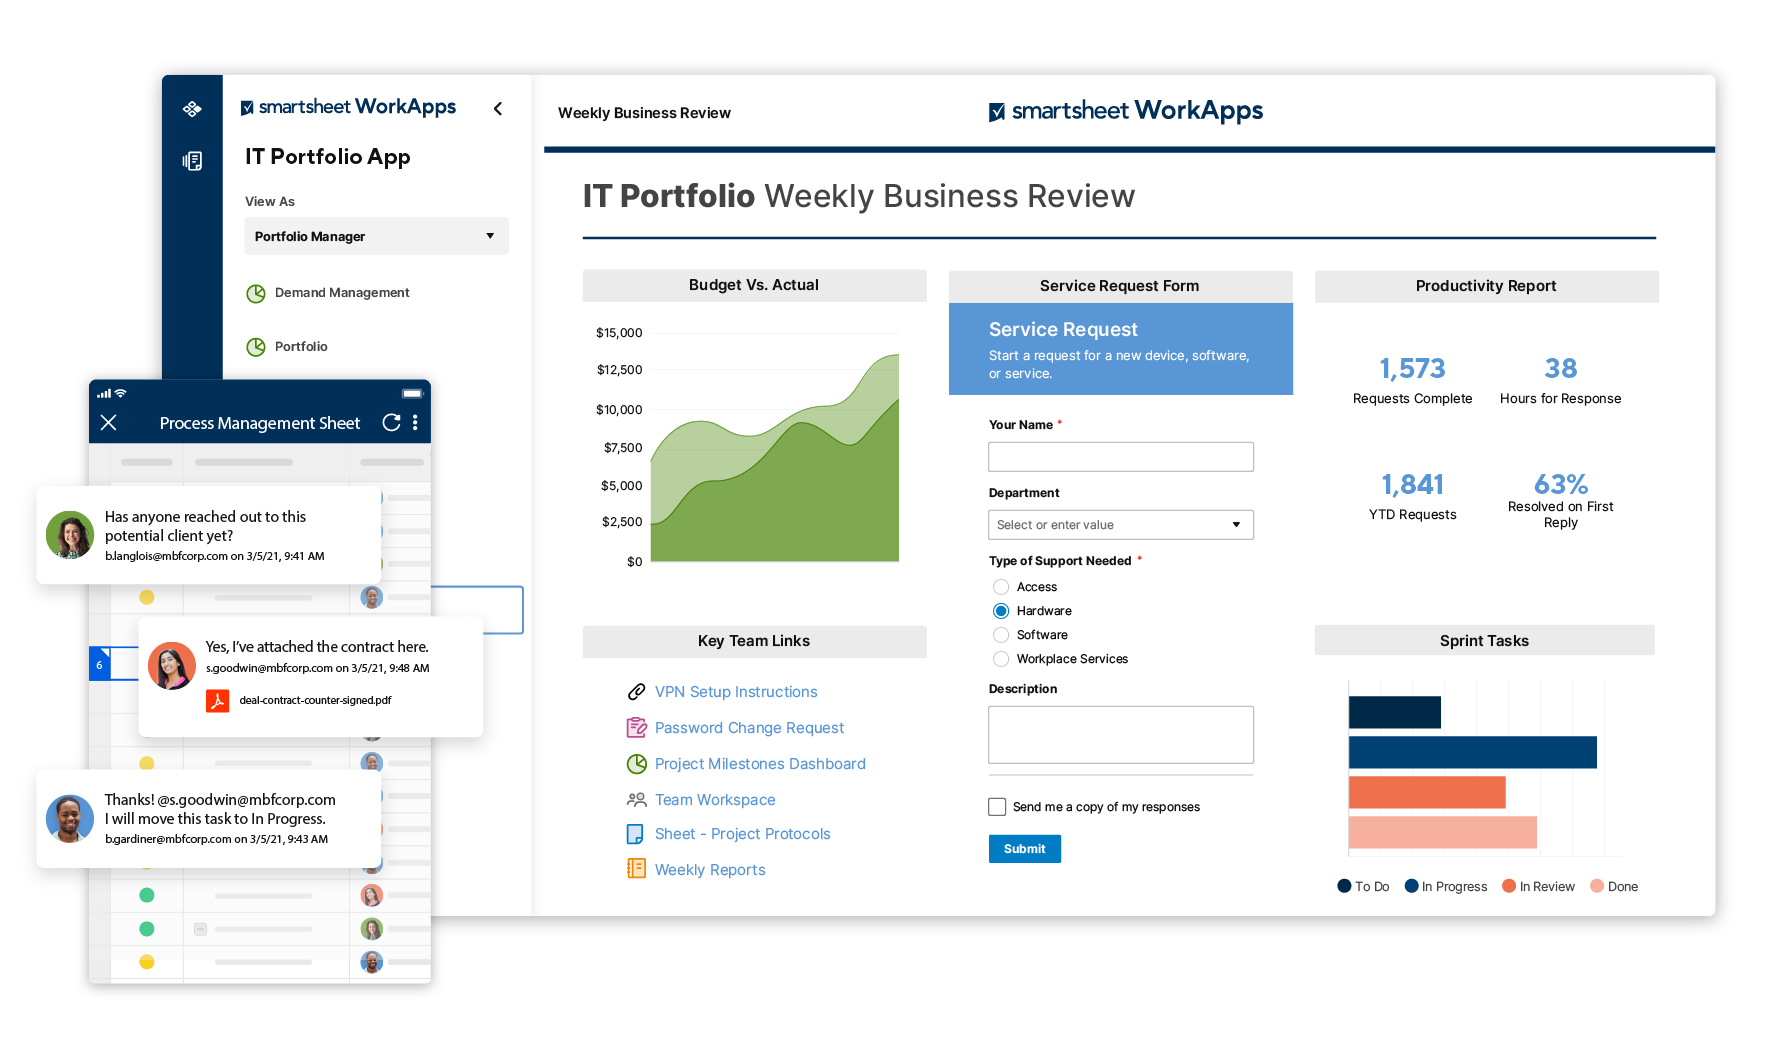 smartsheet WorkApps
IT Portfolio App
View As
Portfolio Manager
Demand Management
Portfolio
Weekly Business Review
smartsheet WorkApps
IT Portfolio Weekly Business Review
Budget Vs. Actual
$15,000
$12,500
$10,000
$7,500
$5,000
$2,500
$0
Key Team Links
VPN Setup Instructions
Password Change Request
Project Milestones Dashboard
Team Workspace
Sheet - Project Protocols
Weekly Reports
Service Request Form
Service Request
Start a request for a new device, software,
or service.
Your Name *
Department
Select or enter value
Type of Support Needed *
Access
Hardware
Software
Workplace Services
Description
Send me a copy of my responses
Submit
Productivity Report
1,573
Requests Complete
38
Hours for Response
1,841
YTD Requests
63%
Resolved on First
Reply
Sprint Tasks
To Do In Progress In Review Done
Process Management Sheet
Has anyone reached out to this
potential client yet?
b.langlois@mbfcorp.com on 3/5/21, 9:41 AM
6
Yes, I've attached the contract here.
s.goodwin@mbfcorp.com on 3/5/21, 9:48 AM
deal-contract-counter-signed.pdf
Thanks! @s.goodwin@mbfcorp.com
I will move this task to In Progress.
b.gardiner@mbfcorp.com on 3/5/21, 9:43 AM